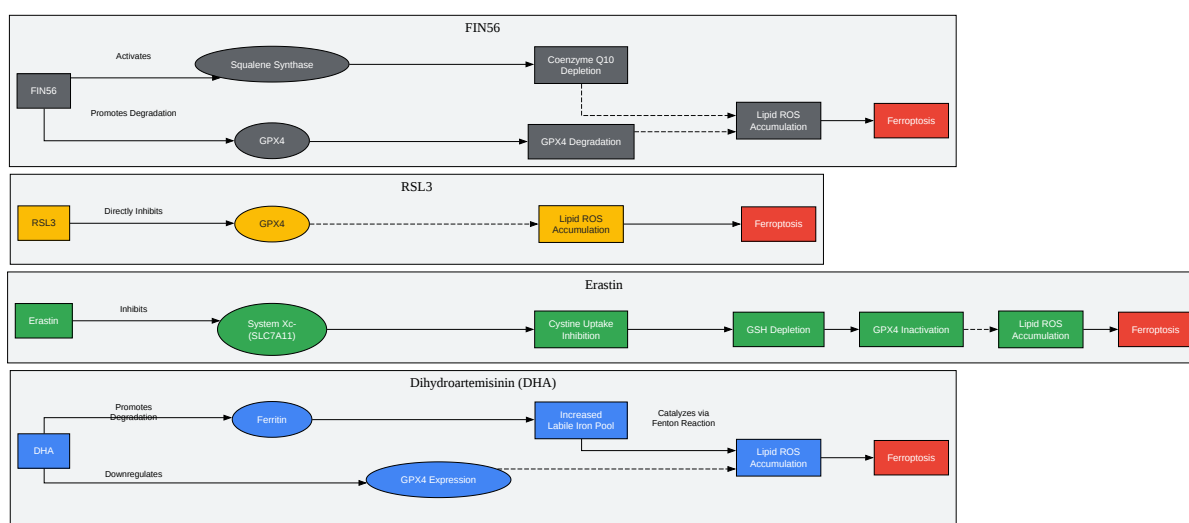 FIN56
Activates
Squalene Synthase
Coenzyme Q10
Depletion
FIN56
Promotes Degradation
GPX4
GPX4 Degradation
Lipid ROS
Accumulation
Ferroptosis
RSL3
RSL3
Directly Inhibits
GPX4
Lipid ROS
Accumulation
Ferroptosis
Erastin
Erastin
Inhibits
System Xc-
(SLC7A11)
Cystine Uptake
Inhibition
GSH Depletion
GPX4 Inactivation
Lipid ROS
Accumulation
Ferroptosis
Dihydroartemisinin (DHA)
DHA
Promotes
Degradation
Ferritin
Increased
Labile Iron Pool
Catalyzes via
Fenton Reaction
Downregulates
GPX4 Expression
Lipid ROS
Accumulation
Ferroptosis